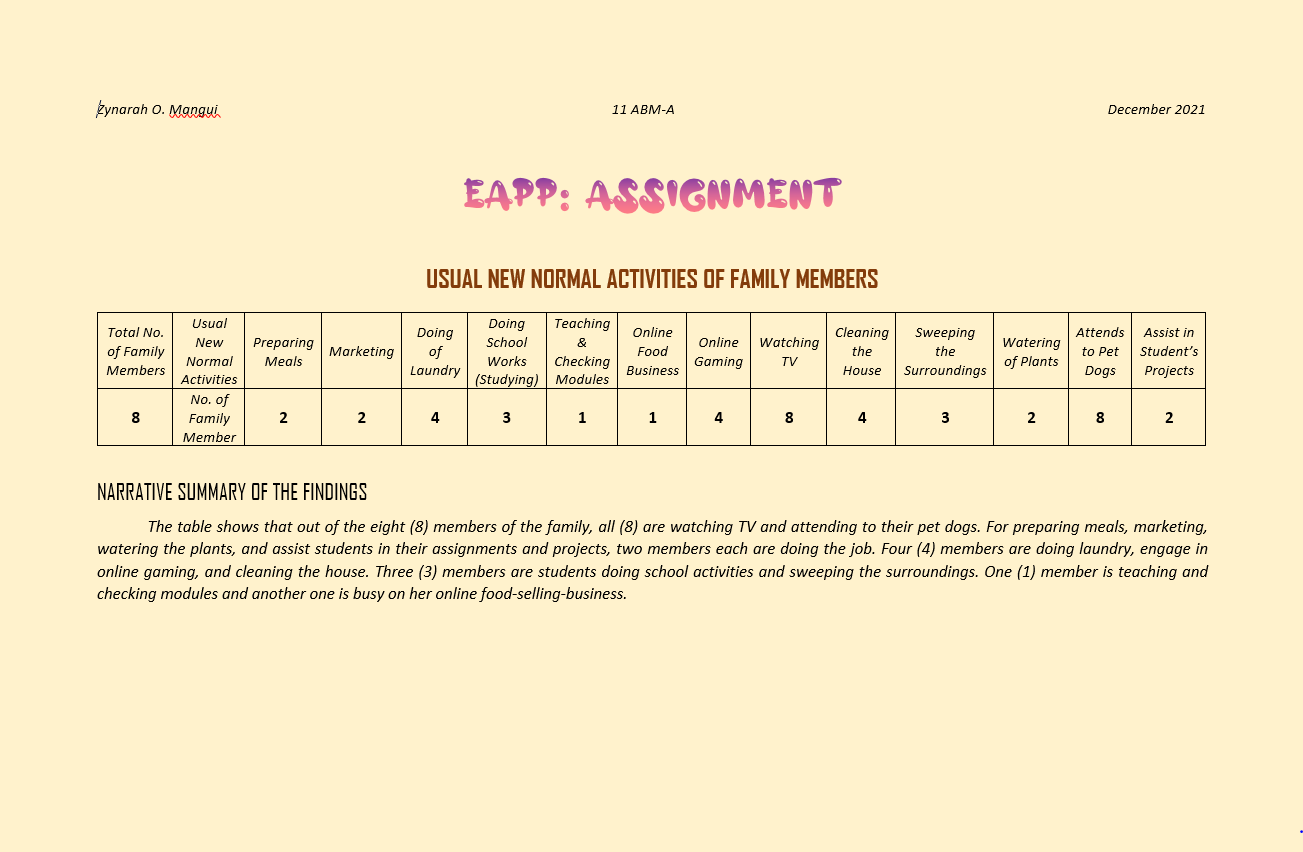 Zynarah O. Mangui 11 ABM-A December 2021
EAPP: ASSIGNMENT
USUAL NEW NORMAL ACTIVITIES OF FAMILY MEMBERS
Total No. of Family Members
Usual New Normal Activities
Preparing Meals
Marketing
Doing of Laundry
Doing School Works (Studying)
Teaching & Checking Modules
Online Food Business
Online Gaming
Watching TV
Cleaning the House
Sweeping the Surroundings
Watering of Plants
Attends to Pet Dogs
Assist in Student's Projects
8
No. of Family Member
2
2
4
3
1
1
4
8
4
3
2
8
2
NARRATIVE SUMMARY OF THE FINDINGS
The table shows that out of the eight (8) members of the family, all (8) are watching TV and attending to their pet dogs. For preparing meals, marketing,
watering the plants, and assist students in their assignments and projects, two members each are doing the job. Four (4) members are doing laundry, engage in
online gaming, and cleaning the house. Three (3) members are students doing school activities and sweeping the surroundings. One (1) member is teaching and
checking modules and another one is busy on her online food-selling-business.